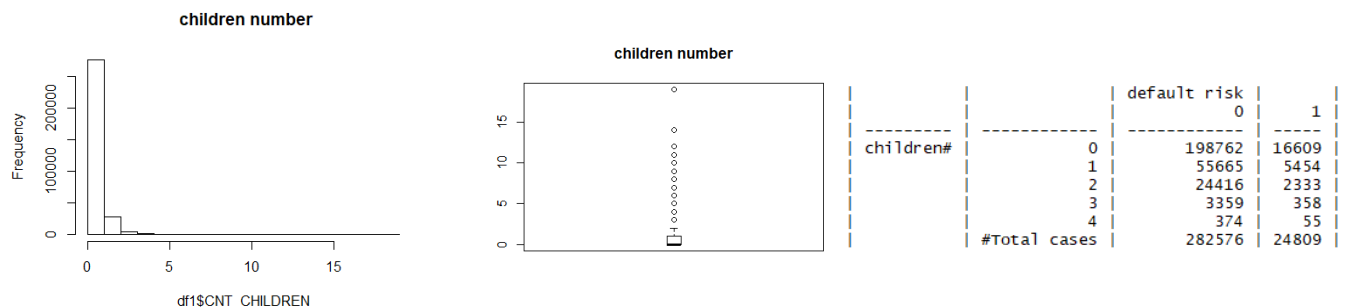 children number
Frequency
0 100000 200000
0 5 10 15
df1$CNT_CHILDREN
children number
15
10
5
0
| | | default risk | |
| | | 0 | 1 |
| --------- | ------------ | ------------ | ----- |
| children# | 0 | 198762 | 16609 |
| | 1 | 55665 | 5454 |
| | 2 | 24416 | 2333 |
| | 3 | 3359 | 358 |
| | 4 | 374 | 55 |
| | #Total cases | 282576 | 24809 |